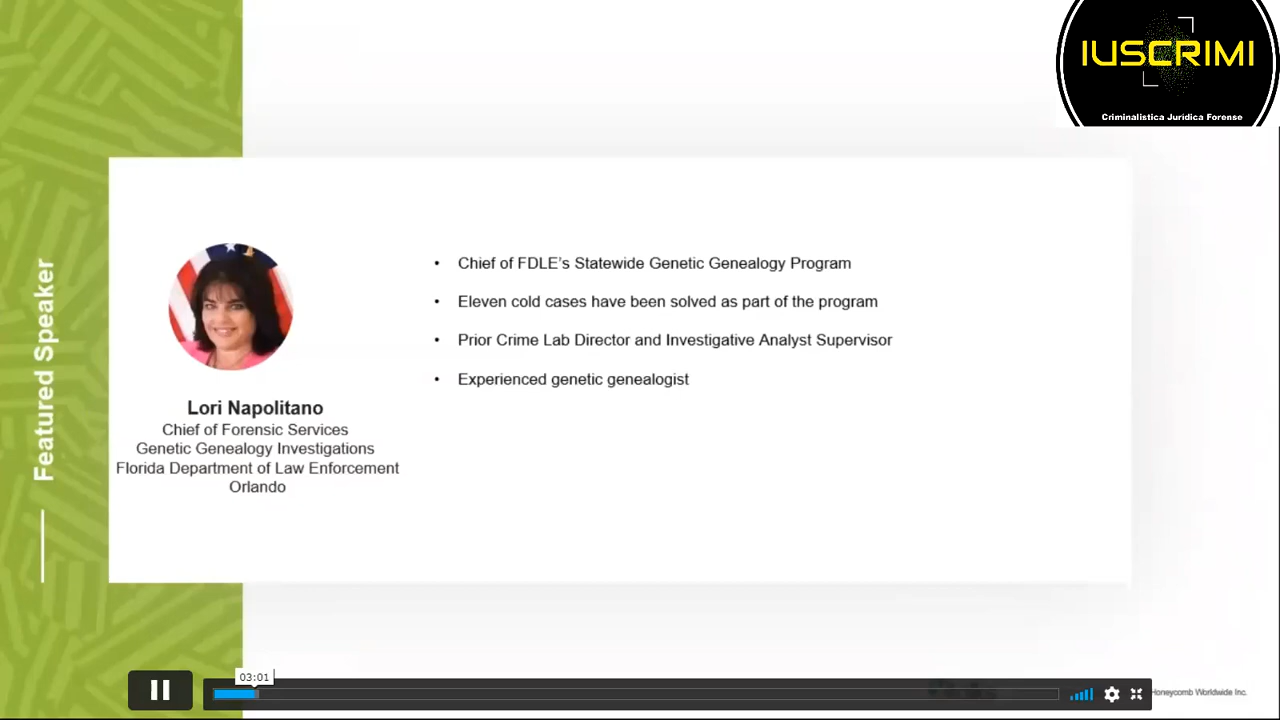 IUSCRIMI
Criminalistica Jurídica Forense
Featured Speaker
• Chief of FDLE's Statewide Genetic Genealogy Program
• Eleven cold cases have been solved as part of the program
• Prior Crime Lab Director and Investigative Analyst Supervisor
• Experienced genetic genealogist
Lori Napolitano
Chief of Forensic Services
Genetic Genealogy Investigations
Florida Department of Law Enforcement
Orlando
03:01
Honeycomb Worldwide Inc.